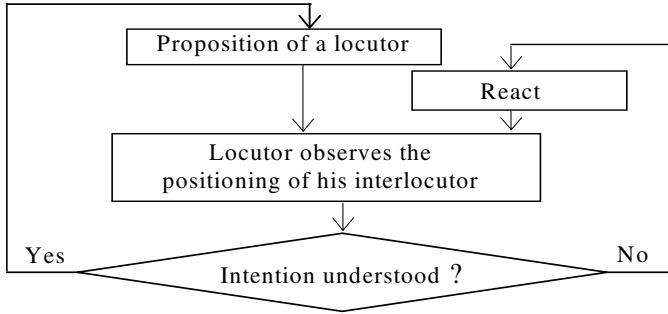 Proposition of a locutor
React
Locutor observes the
positioning of his interlocutor
Yes
No
Intention understood ?